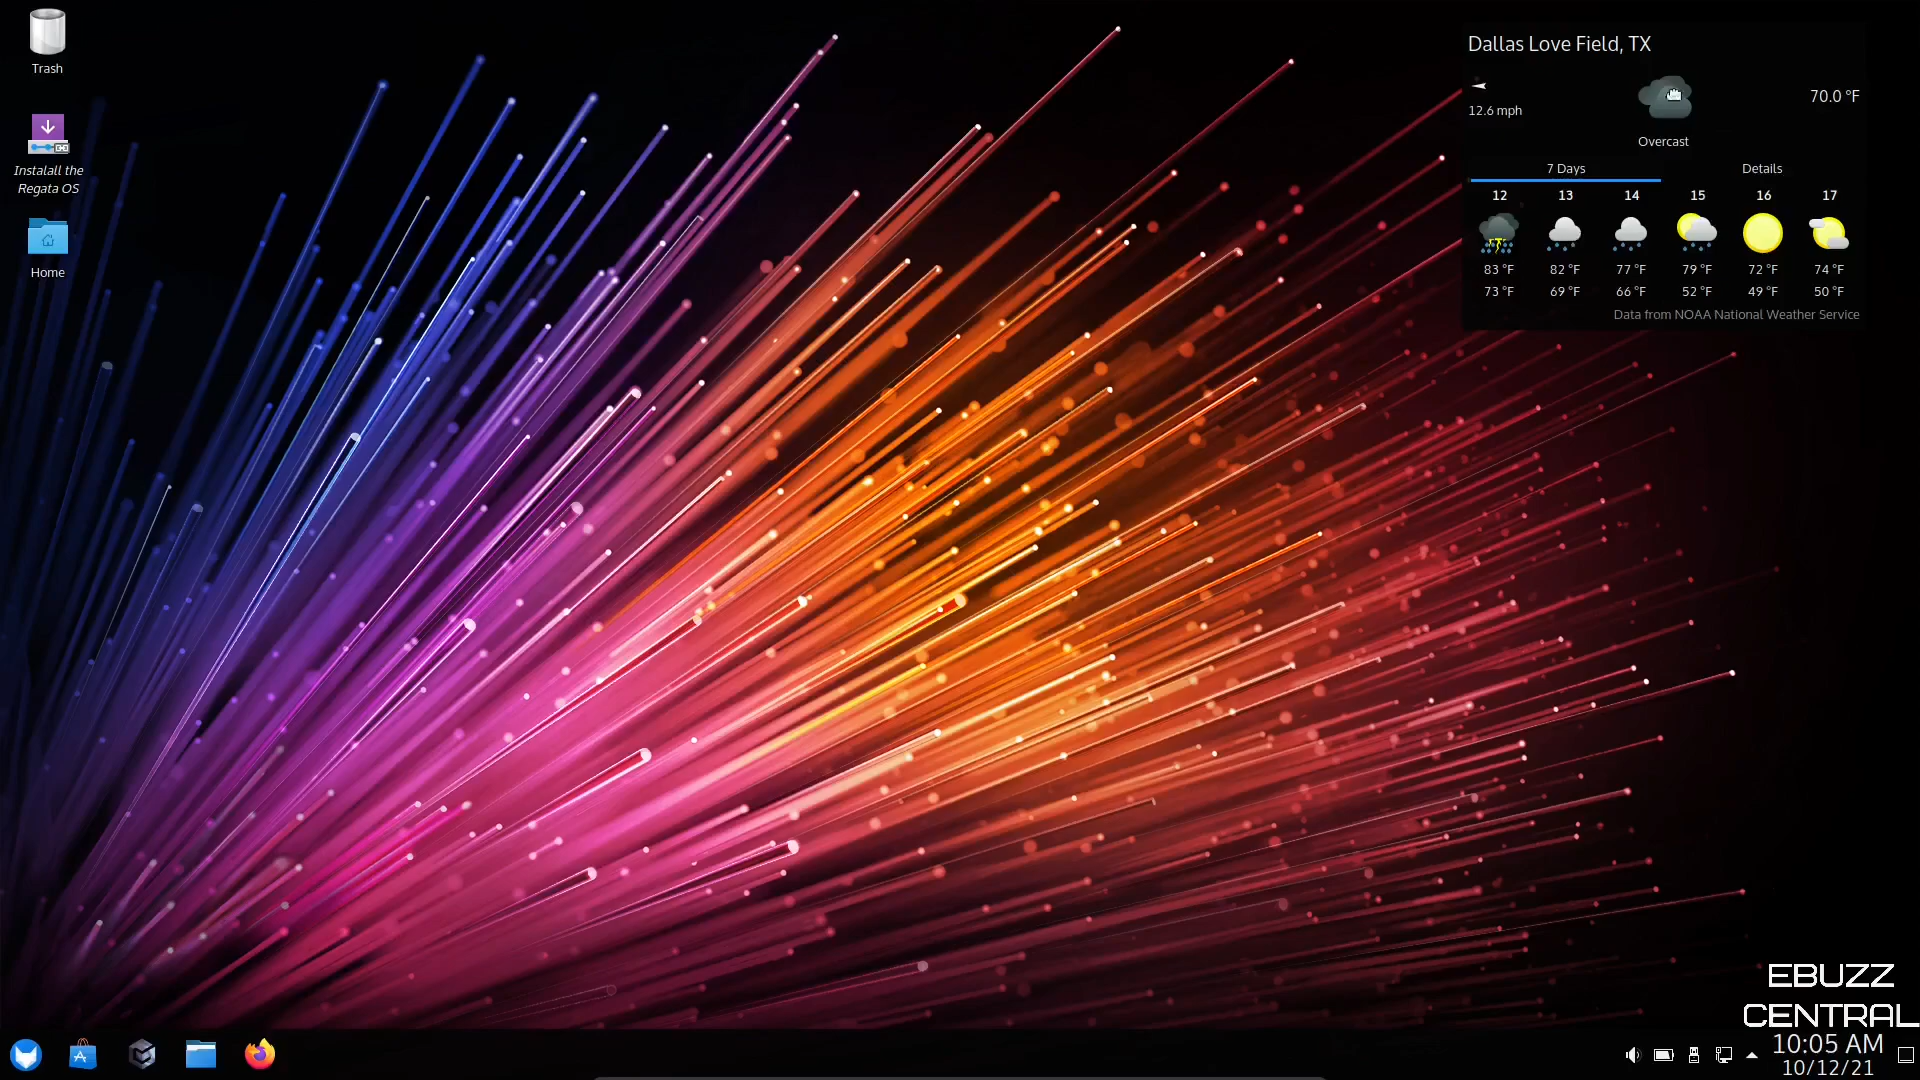 Trash
Instalall the
Regata OS
Home
Dallas Love Field, TX
12.6 mph
70.0 °F
Overcast
7 Days Details
12 13 14 15 16 17
83 °F 82 °F 77 °F 79 °F 72 °F 74 °F
73 °F 69 °F 66 °F 52 °F 49 °F 50 °F
Data from NOAA National Weather Service
EBUZZ
CENTRAL
10:05 AM
10/12/21